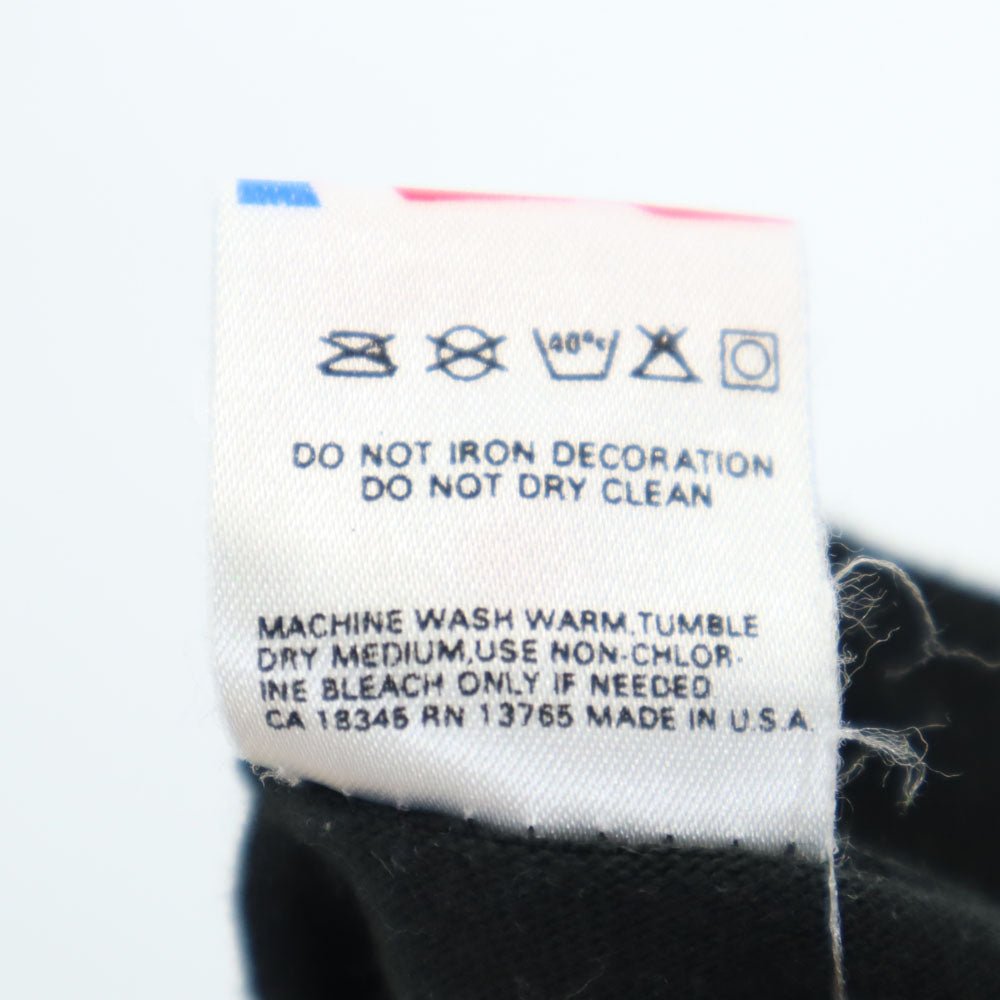 40°C
DO NOT IRON DECORATION
DO NOT DRY CLEAN
MACHINE WASH WARM,TUMBLE
DRY MEDIUM,USE NON-CHLOR-
INE BLEACH ONLY IF NEEDED
CA 18346 RN 13765 MADE IN U.S.A.